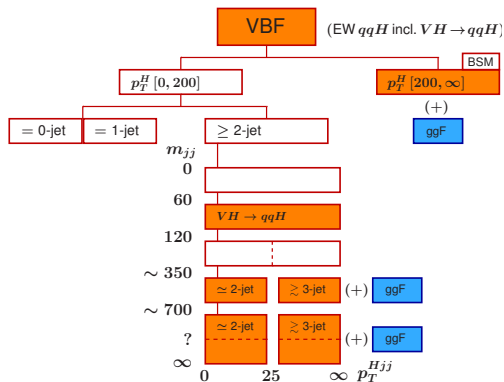 VBF
(EW qqH incl. VH → qqH)
BSM
p_T^H [0, 200]
p_T^H [200, ∞]
(+)
= 0-jet
= 1-jet
≥ 2-jet
ggF
m_jj
0
60
VH → qqH
120
~ 350
≃ 2-jet
≳ 3-jet
(+)
ggF
~ 700
≃ 2-jet
≳ 3-jet
?
(+)
ggF
∞
0
25
∞
p_T^Hjj